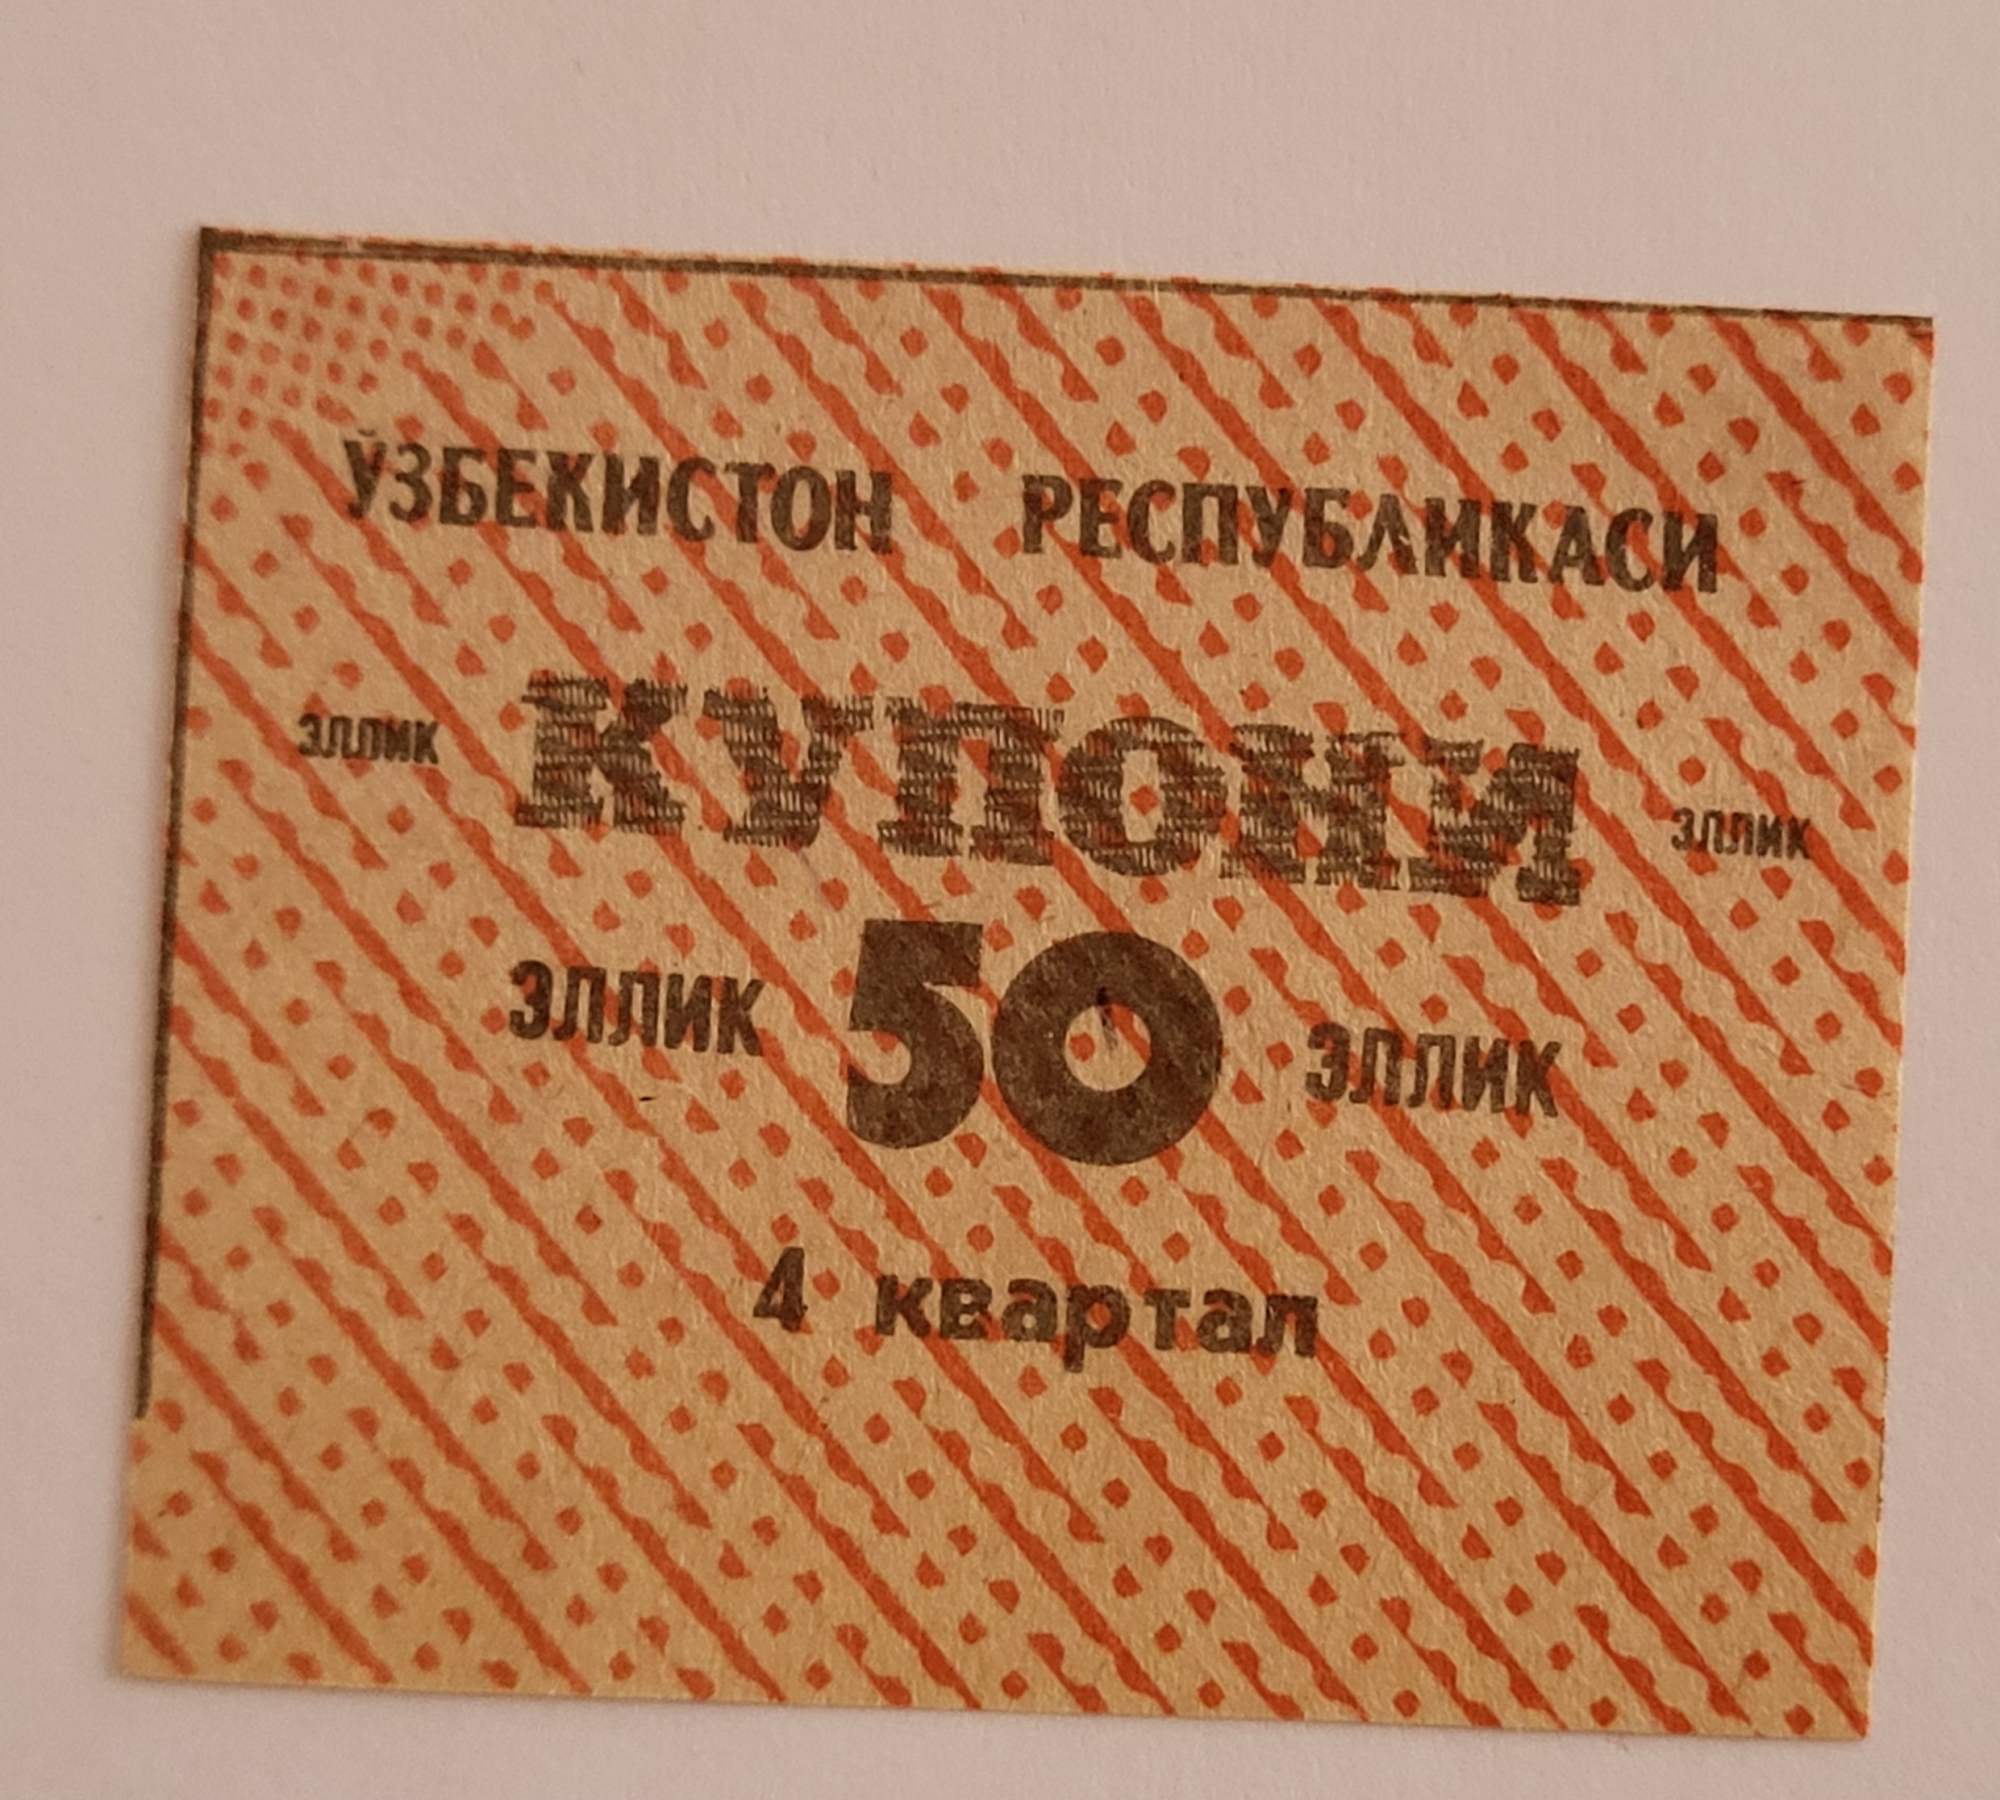 ЎЗБЕКИСТОН РЕСПУБЛИКАСИ
ЭЛЛИК КУПОНИ ЭЛЛИК
ЭЛЛИК 50 ЭЛЛИК
4 квартал